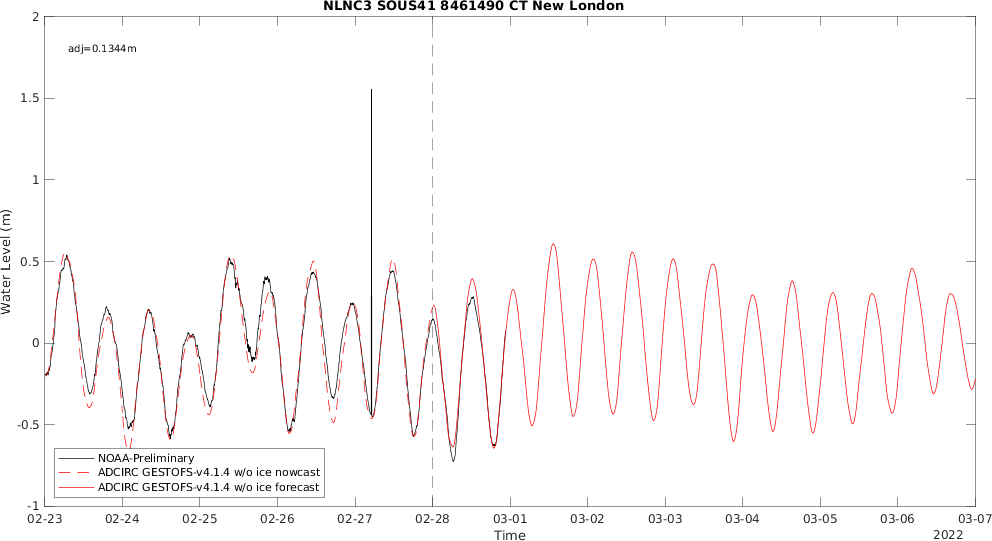 NLNC3 SOUS41 8461490 CT New London
adj=0.1344m
2
1.5
1
0.5
0
-0.5
-1
Water Level (m)
NOAA-Preliminary
ADCIRC GESTOFS-v4.1.4 w/o ice nowcast
ADCIRC GESTOFS-v4.1.4 w/o ice forecast
02-23 02-24 02-25 02-26 02-27 02-28 03-01 03-02 03-03 03-04 03-05 03-06 03-07
Time
2022